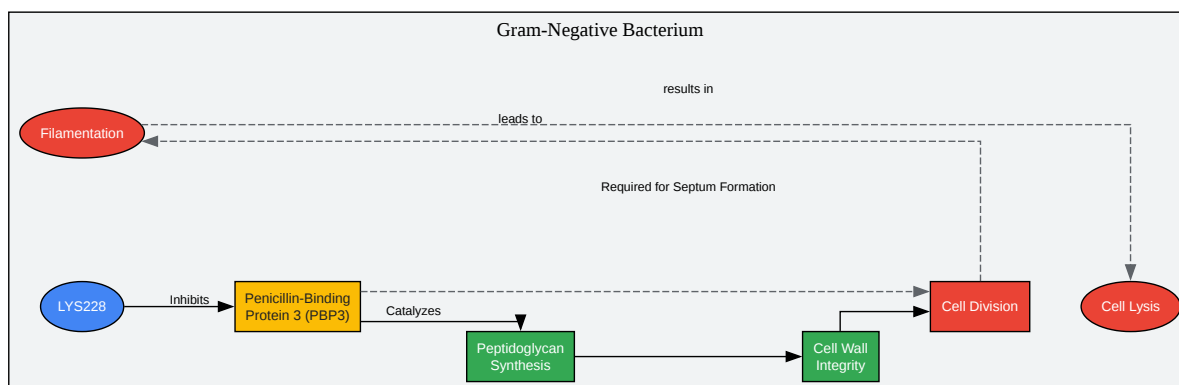 Gram-Negative Bacterium
results in
leads to
Filamentation
Required for Septum Formation
LYS228
Inhibits
Penicillin-Binding
Protein 3 (PBP3)
Catalyzes
Cell Division
Cell Lysis
Peptidoglycan
Synthesis
Cell Wall
Integrity